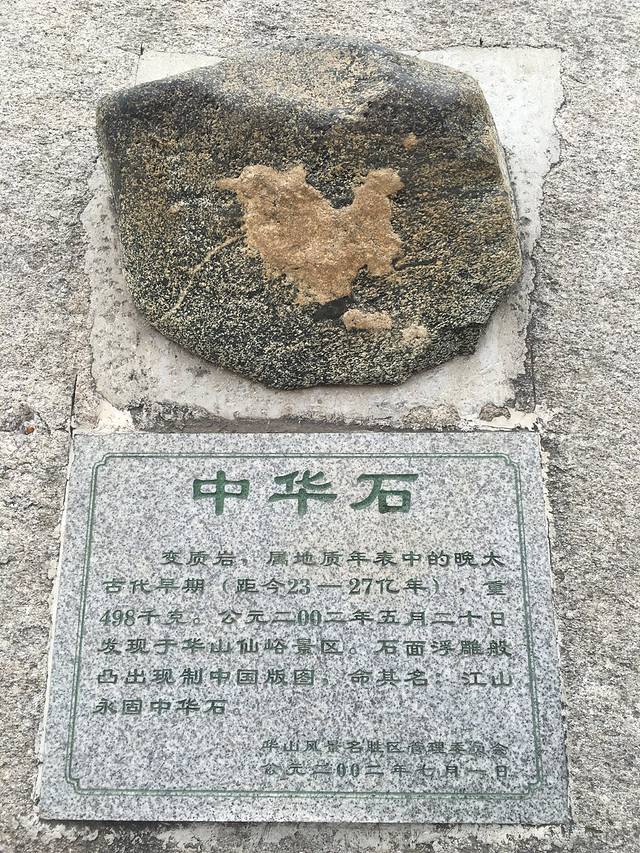 中华石
变质岩，属地质年表中的晚太
古代早期（距今23—27亿年），重
498千克。公元二00二年五月二十日
发现于华山仙峪景区。石面浮雕般
凸出现制中国版图，命其名：江山
永固中华石
华山风景名胜区管理委员会
公元二00二年七月一日